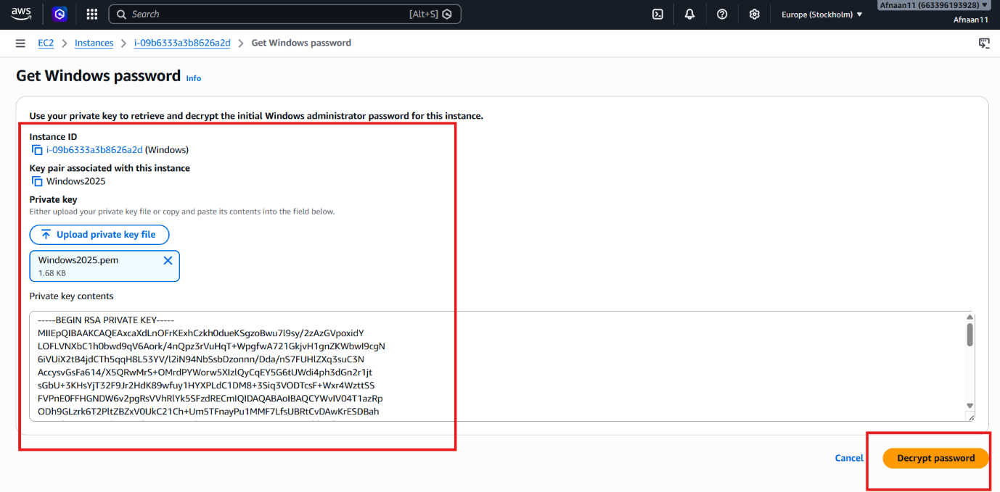 aws
Search
[Alt+S]
Europe (Stockholm)
Afnaan11 (663396193928)
Afnaan11
EC2
Instances
i-09b6333a3b8626a2d
Get Windows password
Get Windows password Info
Use your private key to retrieve and decrypt the initial Windows administrator password for this instance.
Instance ID
i-09b6333a3b8626a2d (Windows)
Key pair associated with this instance
Windows2025
Private key
Either upload your private key file or copy and paste its contents into the field below.
Upload private key file
Windows2025.pem
1.68 KB
Private key contents
-----BEGIN RSA PRIVATE KEY-----
MIIEpQIBAAKCAQEAxcaXdLnOFrKExhCzkh0dueKSgzoBwu7l9sy/2zAzGVpoxidY
LOFLVNXbC1h0bwd9qV6Aork/4nQpz3rVuHqT+WpgfwA721GkjvH1gnZKWbwI9cgN
6iVUiX2tB4jdCTh5qqH8L53YV/l2iN94NbSsbDzonnn/Dda/nS7FUHlZXq3suC3N
AccysvGsFa614/X5QRwMrS+OMrdPYWorw5XIzlQyCqEY5G6tUWdi4ph3dGn2r1jt
sGbU+3KHsYjT32F9Jr2HdK89wfuy1HYXPLdC1DM8+3Siq3VODTcsF+Wxr4WzttSS
FVPnE0FFHGNDW6v2pgRsVVhRlYk5SFzdRECmIQIDAQABAoIBAQCYWvIV04T1azRp
ODh9GLzrk6T2PltZBZxV0UkC21Ch+Um5TFnayPu1MMF7LfsUBRtCvDAwKrESDBah
Cancel
Decrypt password